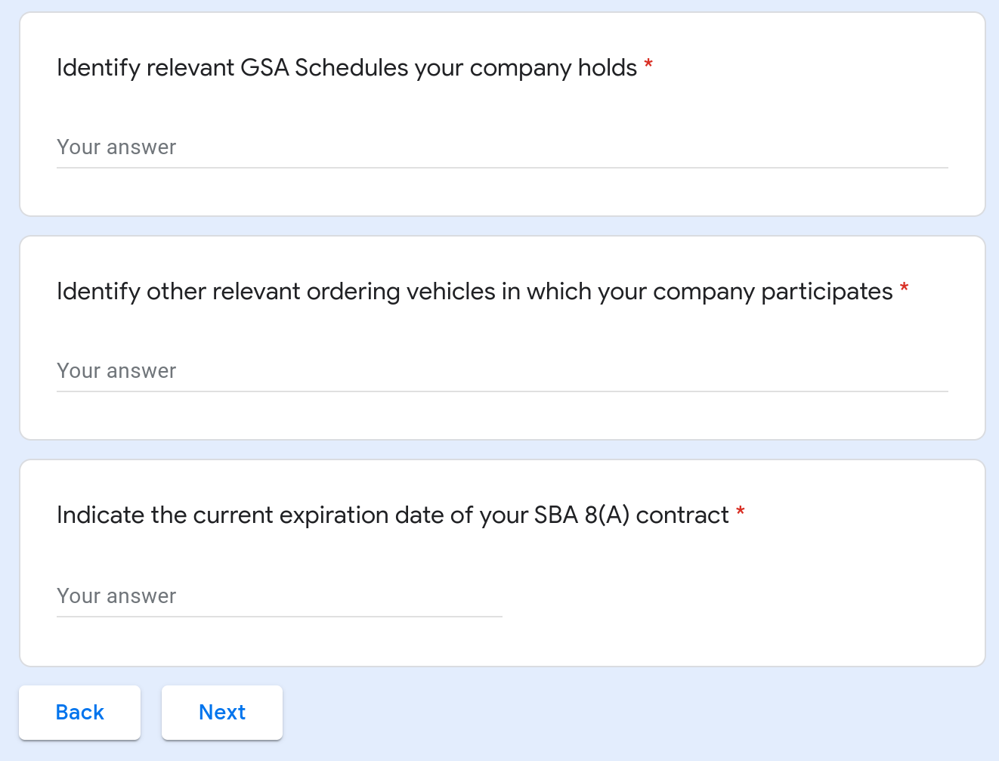 Identify relevant GSA Schedules your company holds *
Your answer
Identify other relevant ordering vehicles in which your company participates *
Your answer
Indicate the current expiration date of your SBA 8(A) contract *
Your answer
Back
Next